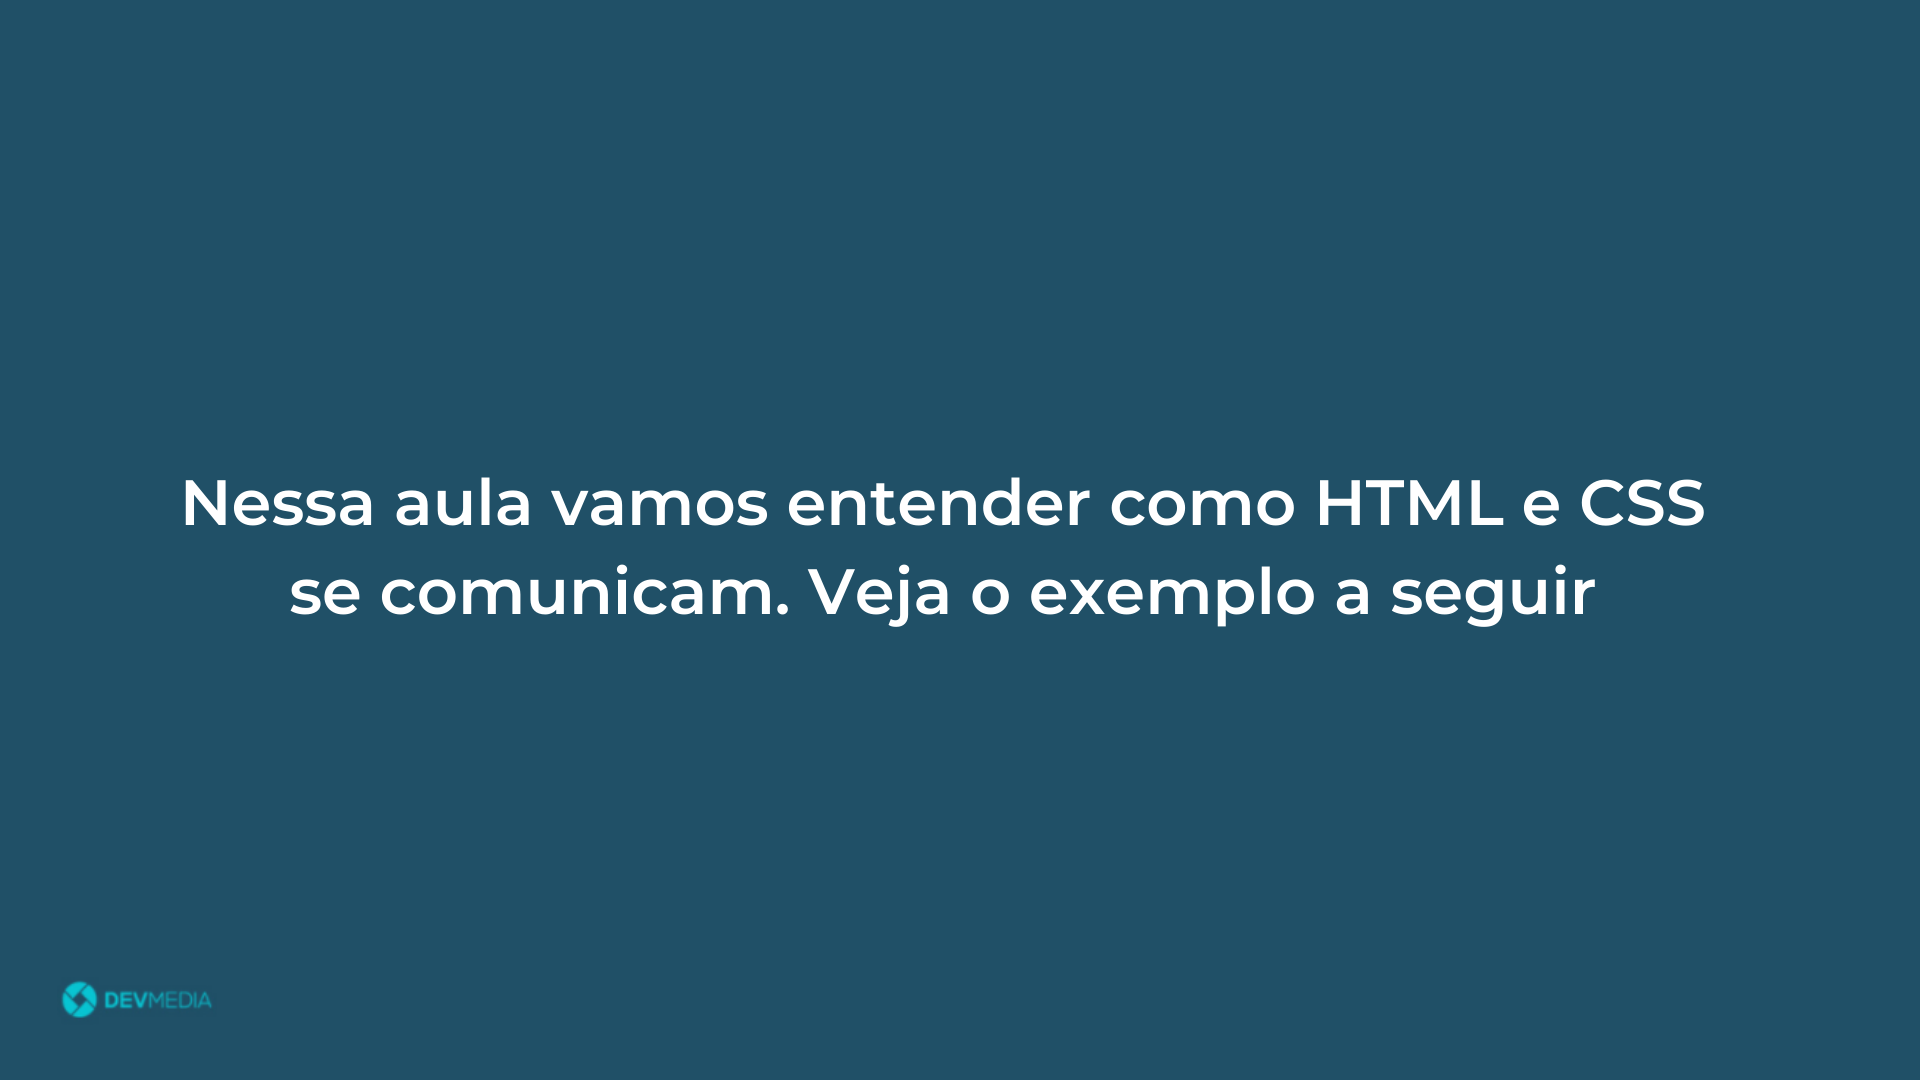 Nessa aula vamos entender como HTML e CSS
se comunicam. Veja o exemplo a seguir
DEVMEDIA